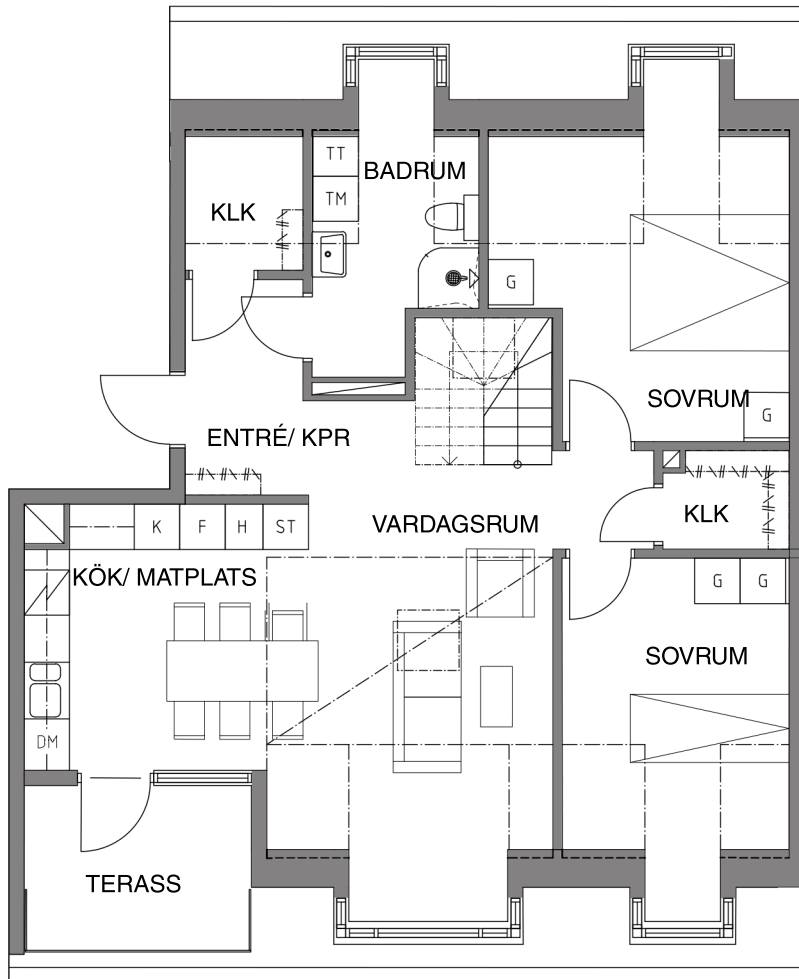 TT
BADRUM
TM
KLK
G
SOVRUM
G
ENTRÉ/ KPR
K F H ST
VARDAGSRUM
KLK
KÖK/ MATPLATS
G G
SOVRUM
DM
TERASS